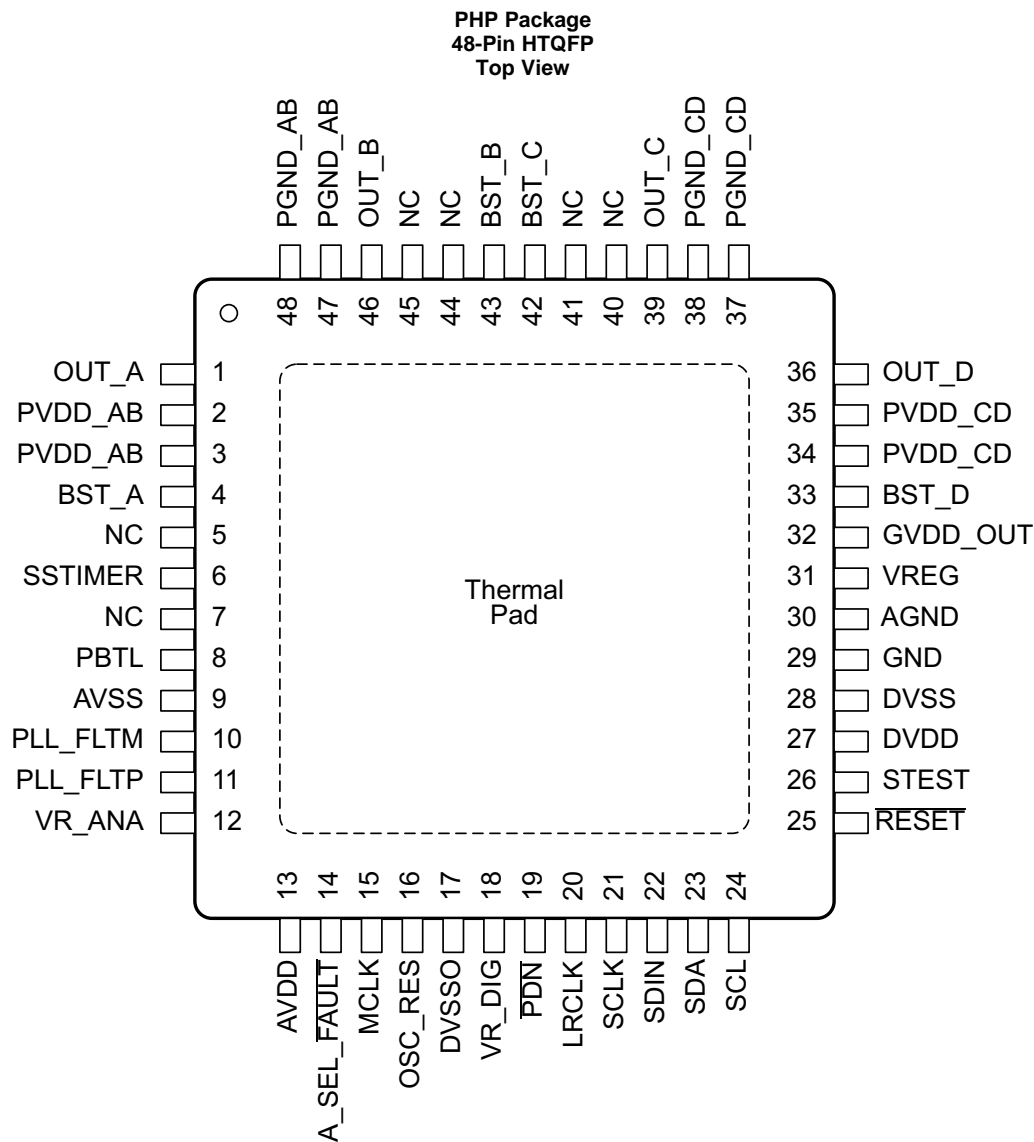 PHP Package
48-Pin HTQFP
Top View
PGND_AB
PGND_AB
OUT_B
NC
NC
BST_B
BST_C
NC
NC
OUT_C
PGND_CD
PGND_CD
48
47
46
45
44
43
42
41
40
39
38
37
OUT_A 1
PVDD_AB 2
PVDD_AB 3
BST_A 4
NC 5
SSTIMER 6
NC 7
PBTL 8
AVSS 9
PLL_FLTM 10
PLL_FLTP 11
VR_ANA 12
Thermal
Pad
36 OUT_D
35 PVDD_CD
34 PVDD_CD
33 BST_D
32 GVDD_OUT
31 VREG
30 AGND
29 GND
28 DVSS
27 DVDD
26 STEST
25 RESET
13
14
15
16
17
18
19
20
21
22
23
24
AVDD
A_SEL_FAULT
MCLK
OSC_RES
DVSSO
VR_DIG
PDN
LRCLK
SCLK
SDIN
SDA
SCL